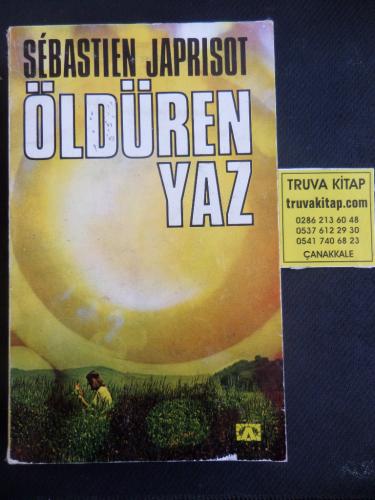 SÉBASTIEN JAPRISOT
ÖLDÜREN
YAZ
TRUVA KİTAP
truvakitap.com
0286 213 60 48
0537 612 29 30
0541 740 68 23
ÇANAKKALE